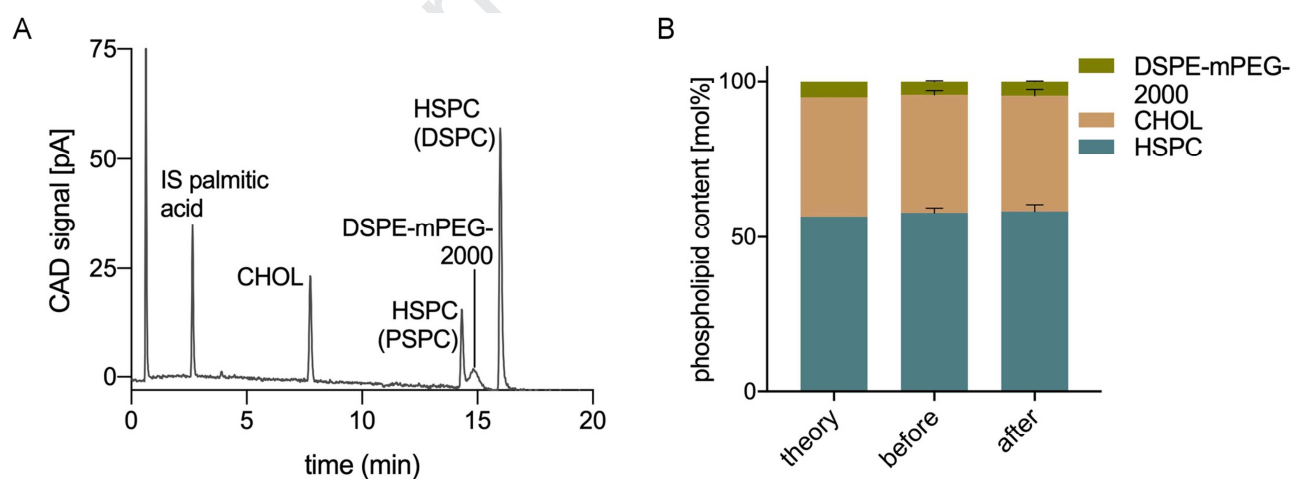 A
75
50
25
0
CAD signal [pA]
IS palmitic
acid
CHOL
HSPC
(DSPC)
DSPE-mPEG-
2000
HSPC
(PSPC)
0
5
10
15
20
time (min)
B
100
50
0
phospholipid content [mol%]
theory
before
after
DSPE-mPEG-
2000
CHOL
HSPC